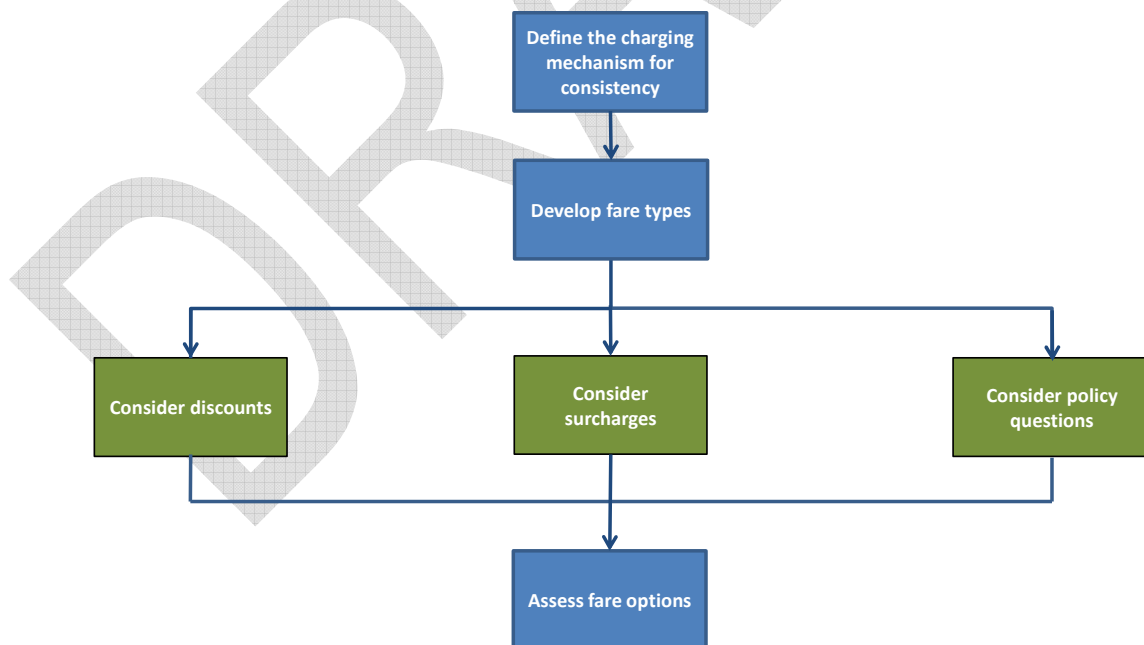 Define the charging
mechanism for
consistency
Develop fare types
Consider discounts
Consider
surcharges
Consider policy
questions
Assess fare options